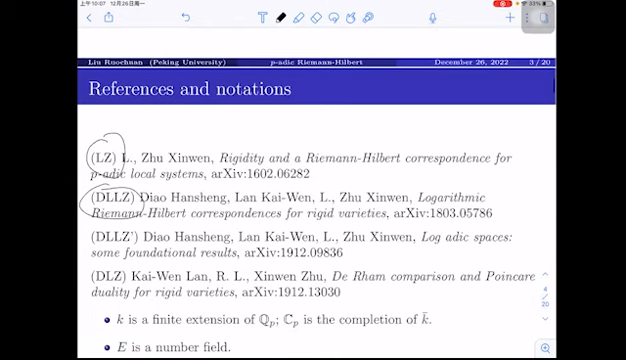 上午10:07 12月26日周一
33%
Liu Ruochuan (Peking University) p-adic Riemann-Hilbert December 26, 2022 3 / 20
References and notations
(LZ) L., Zhu Xinwen, Rigidity and a Riemann-Hilbert correspondence for
p-adic local systems, arXiv:1602.06282
(DLLZ) Diao Hansheng, Lan Kai-Wen, L., Zhu Xinwen, Logarithmic
Riemann-Hilbert correspondences for rigid varieties, arXiv:1803.05786
(DLLZ') Diao Hansheng, Lan Kai-Wen, L., Zhu Xinwen, Log adic spaces:
some foundational results, arXiv:1912.09836
(DLZ) Kai-Wen Lan, R. L., Xinwen Zhu, De Rham comparison and Poincare
duality for rigid varieties, arXiv:1912.13030
4
20
• k is a finite extension of ℚₚ; ℂₚ is the completion of k̄.
• E is a number field.